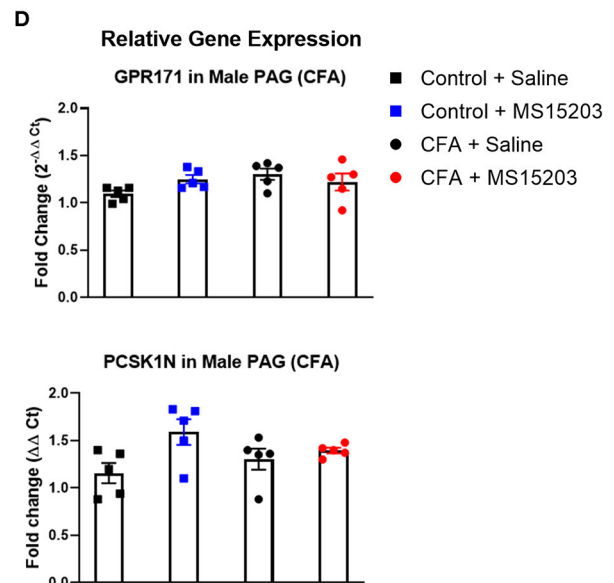 D
Relative Gene Expression
GPR171 in Male PAG (CFA)
Control + Saline
Control + MS15203
CFA + Saline
CFA + MS15203
Fold Change (2-ΔΔCt)
2.0
1.5
1.0
0.5
0.0
PCSK1N in Male PAG (CFA)
Fold change (ΔΔ Ct)
2.0
1.5
1.0
0.5
0.0